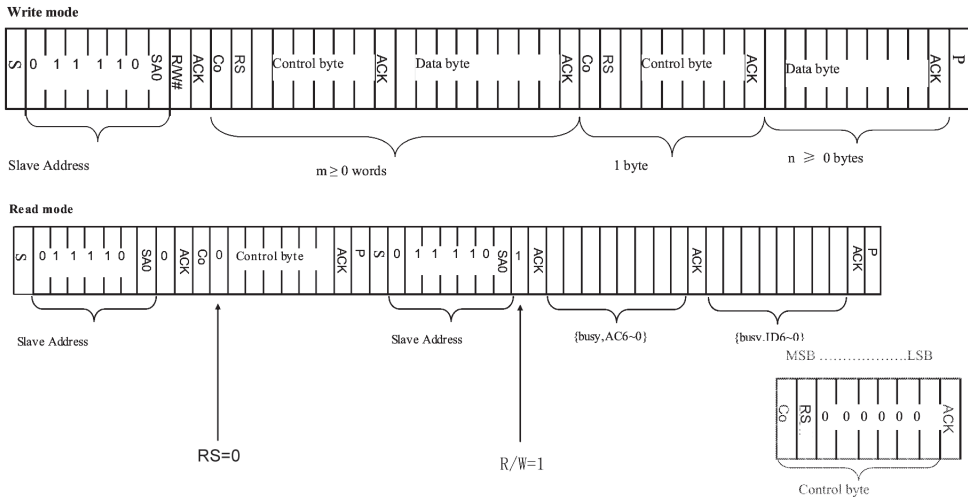 Write mode
S 0 1 1 1 1 0 SA0 R/W# ACK Co RS Control byte ACK Data byte ACK Co RS Control byte ACK Data byte ACK P
Slave Address
m ≥ 0 words
1 byte
n ≥ 0 bytes
Read mode
S 0 1 1 1 1 0 SA0 0 ACK Co 0 Control byte ACK P S 0 1 1 1 1 0 SA0 1 ACK ACK ACK P
Slave Address
Slave Address
{busy,AC6~0}
{busy,ID6~0}
MSB ..................LSB
Co RS 0 0 0 0 0 0 ACK
RS=0
R/W=1
Control byte